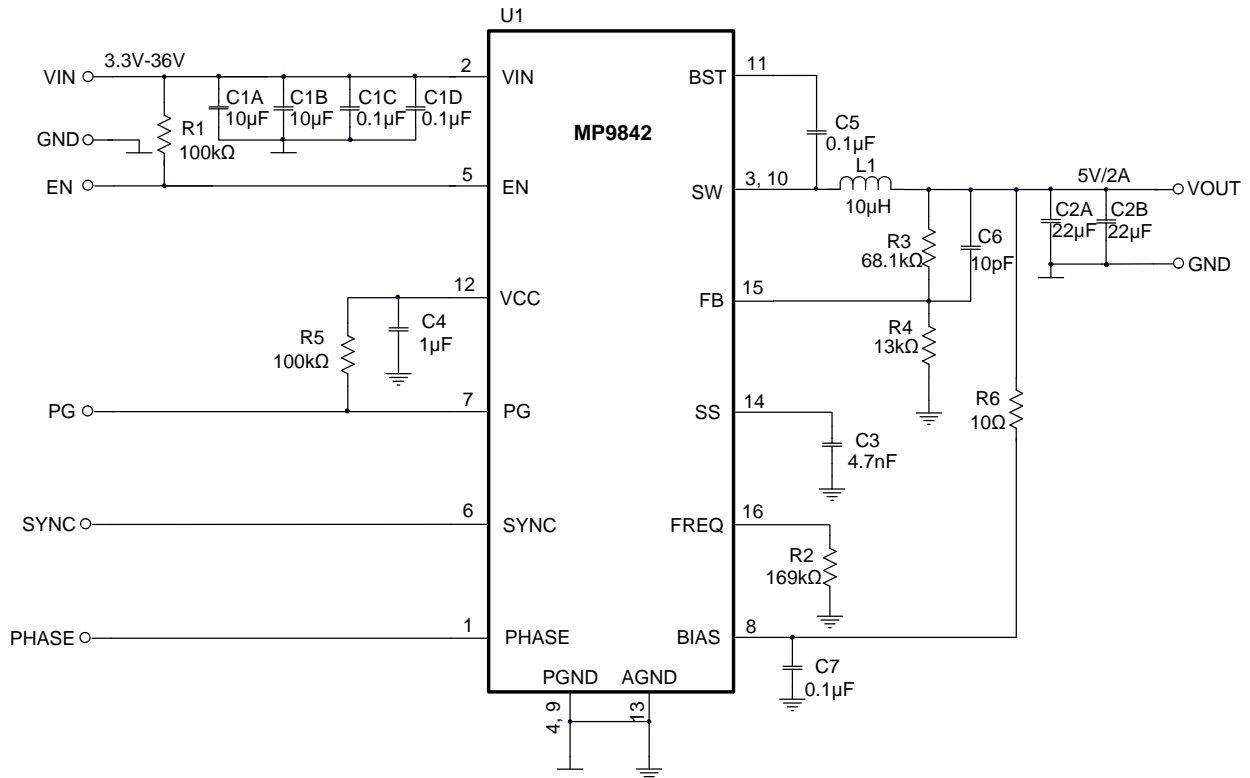 U1
3.3V-36V
VIN
2
VIN
BST
11
C1A
10µF
C1B
10µF
C1C
0.1µF
C1D
0.1µF
R1
100kΩ
GND
MP9842
C5
0.1µF
EN
5
EN
SW
3, 10
L1
10µH
5V/2A
VOUT
C2A
22µF
C2B
22µF
R3
68.1kΩ
C6
10pF
GND
12
VCC
FB
15
C4
1µF
R5
100kΩ
R4
13kΩ
PG
7
PG
SS
14
R6
10Ω
C3
4.7nF
SYNC
6
SYNC
FREQ
16
R2
169kΩ
PHASE
1
PHASE
BIAS
8
C7
0.1µF
PGND
AGND
4, 9
13